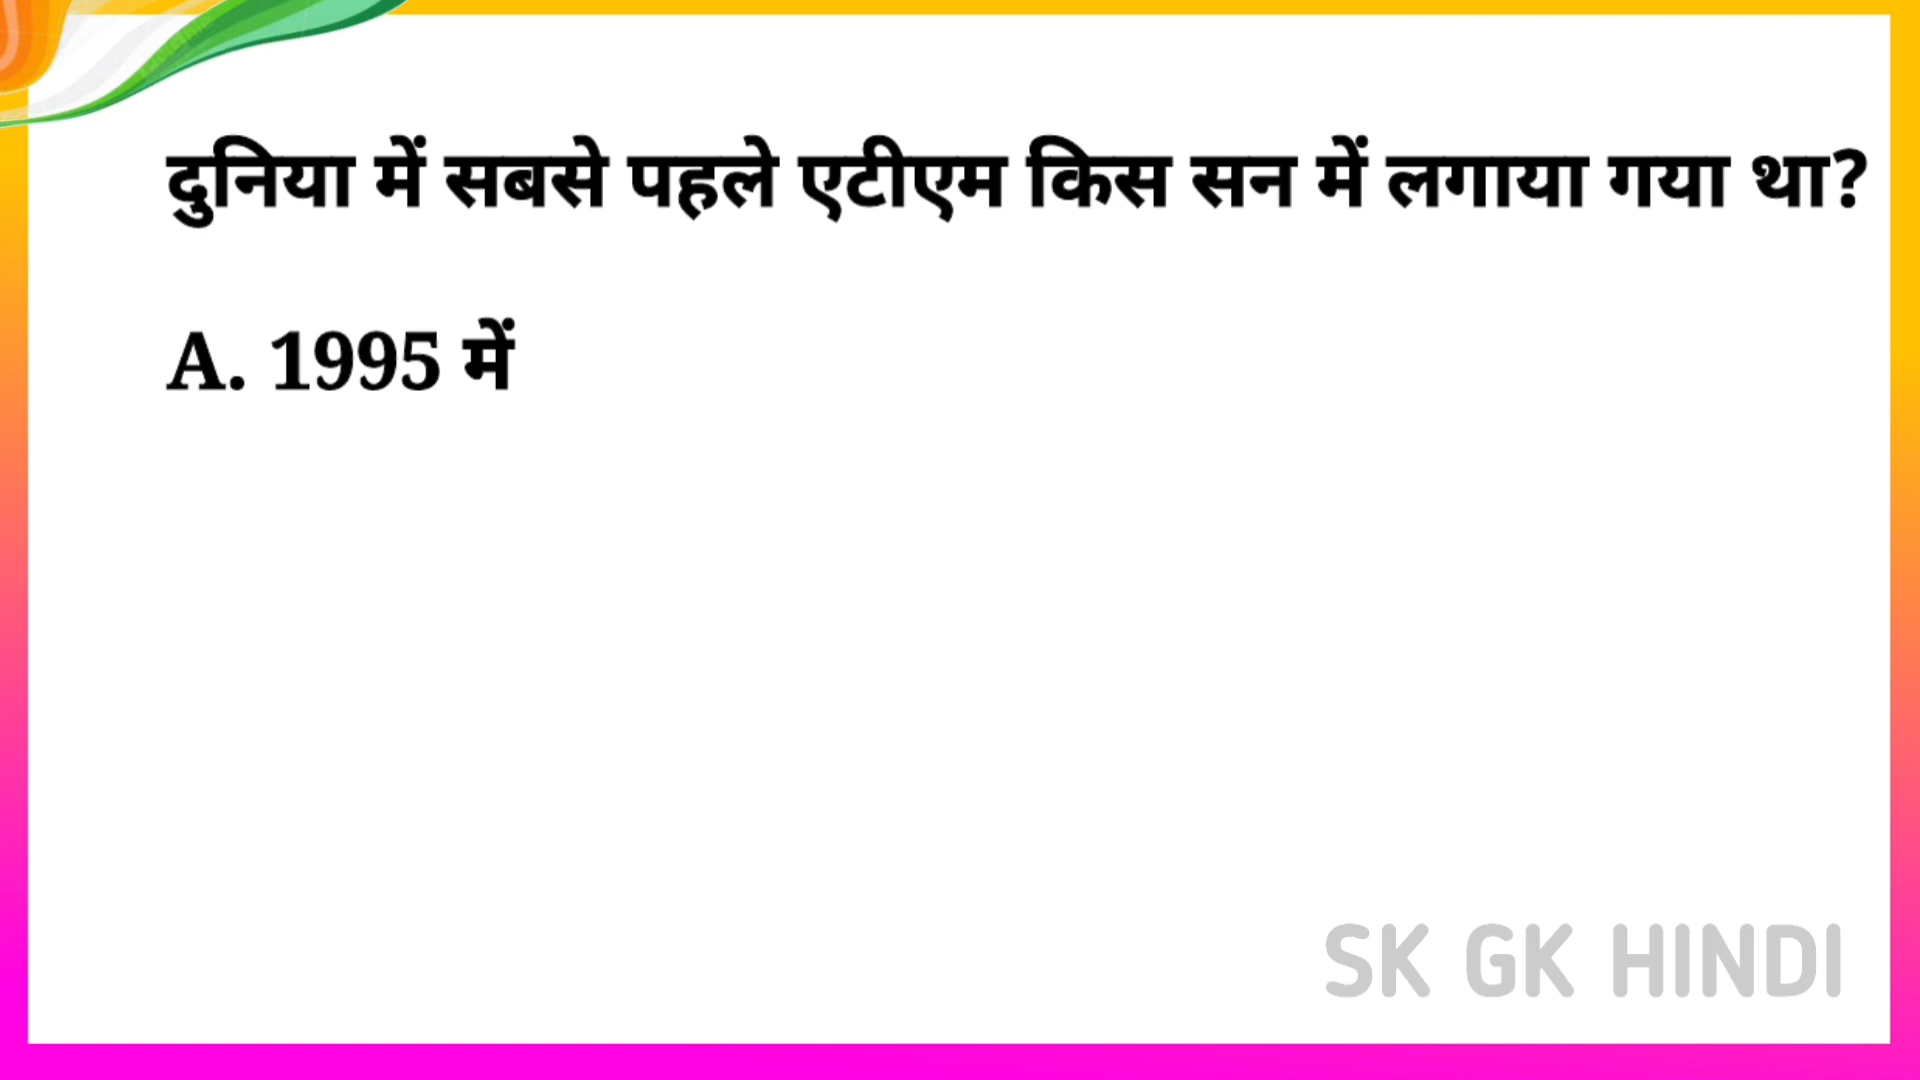 दुनिया में सबसे पहले एटीएम किस सन में लगाया गया था?
A. 1995 में
SK GK HINDI